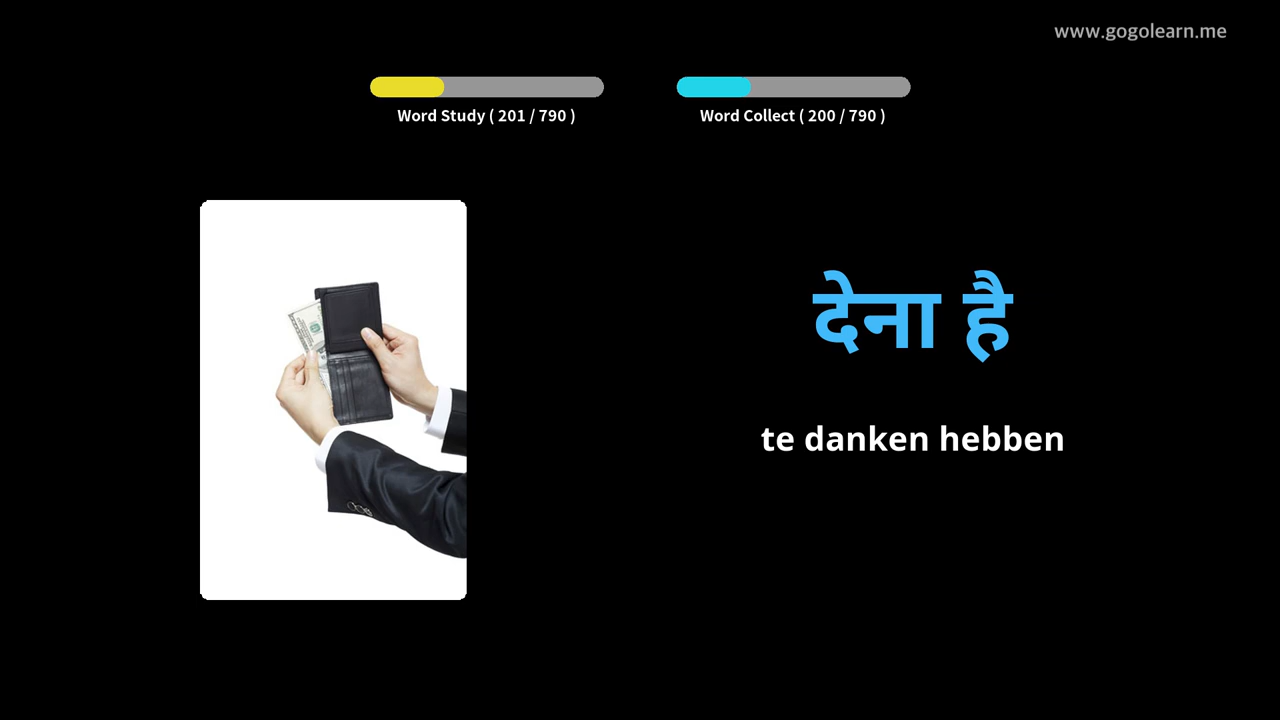 www.gogolearn.me
Word Study ( 201 / 790 )
Word Collect ( 200 / 790 )
देना है
te danken hebben